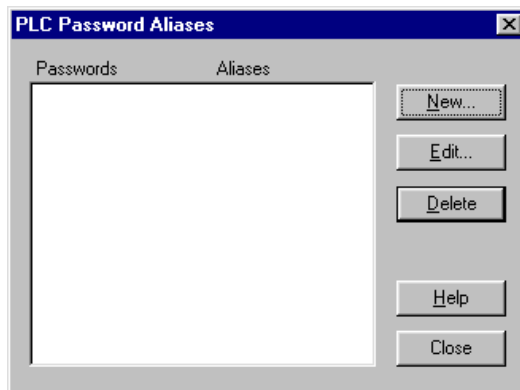 PLC Password Aliases
Passwords Aliases
New...
Edit...
Delete
Help
Close